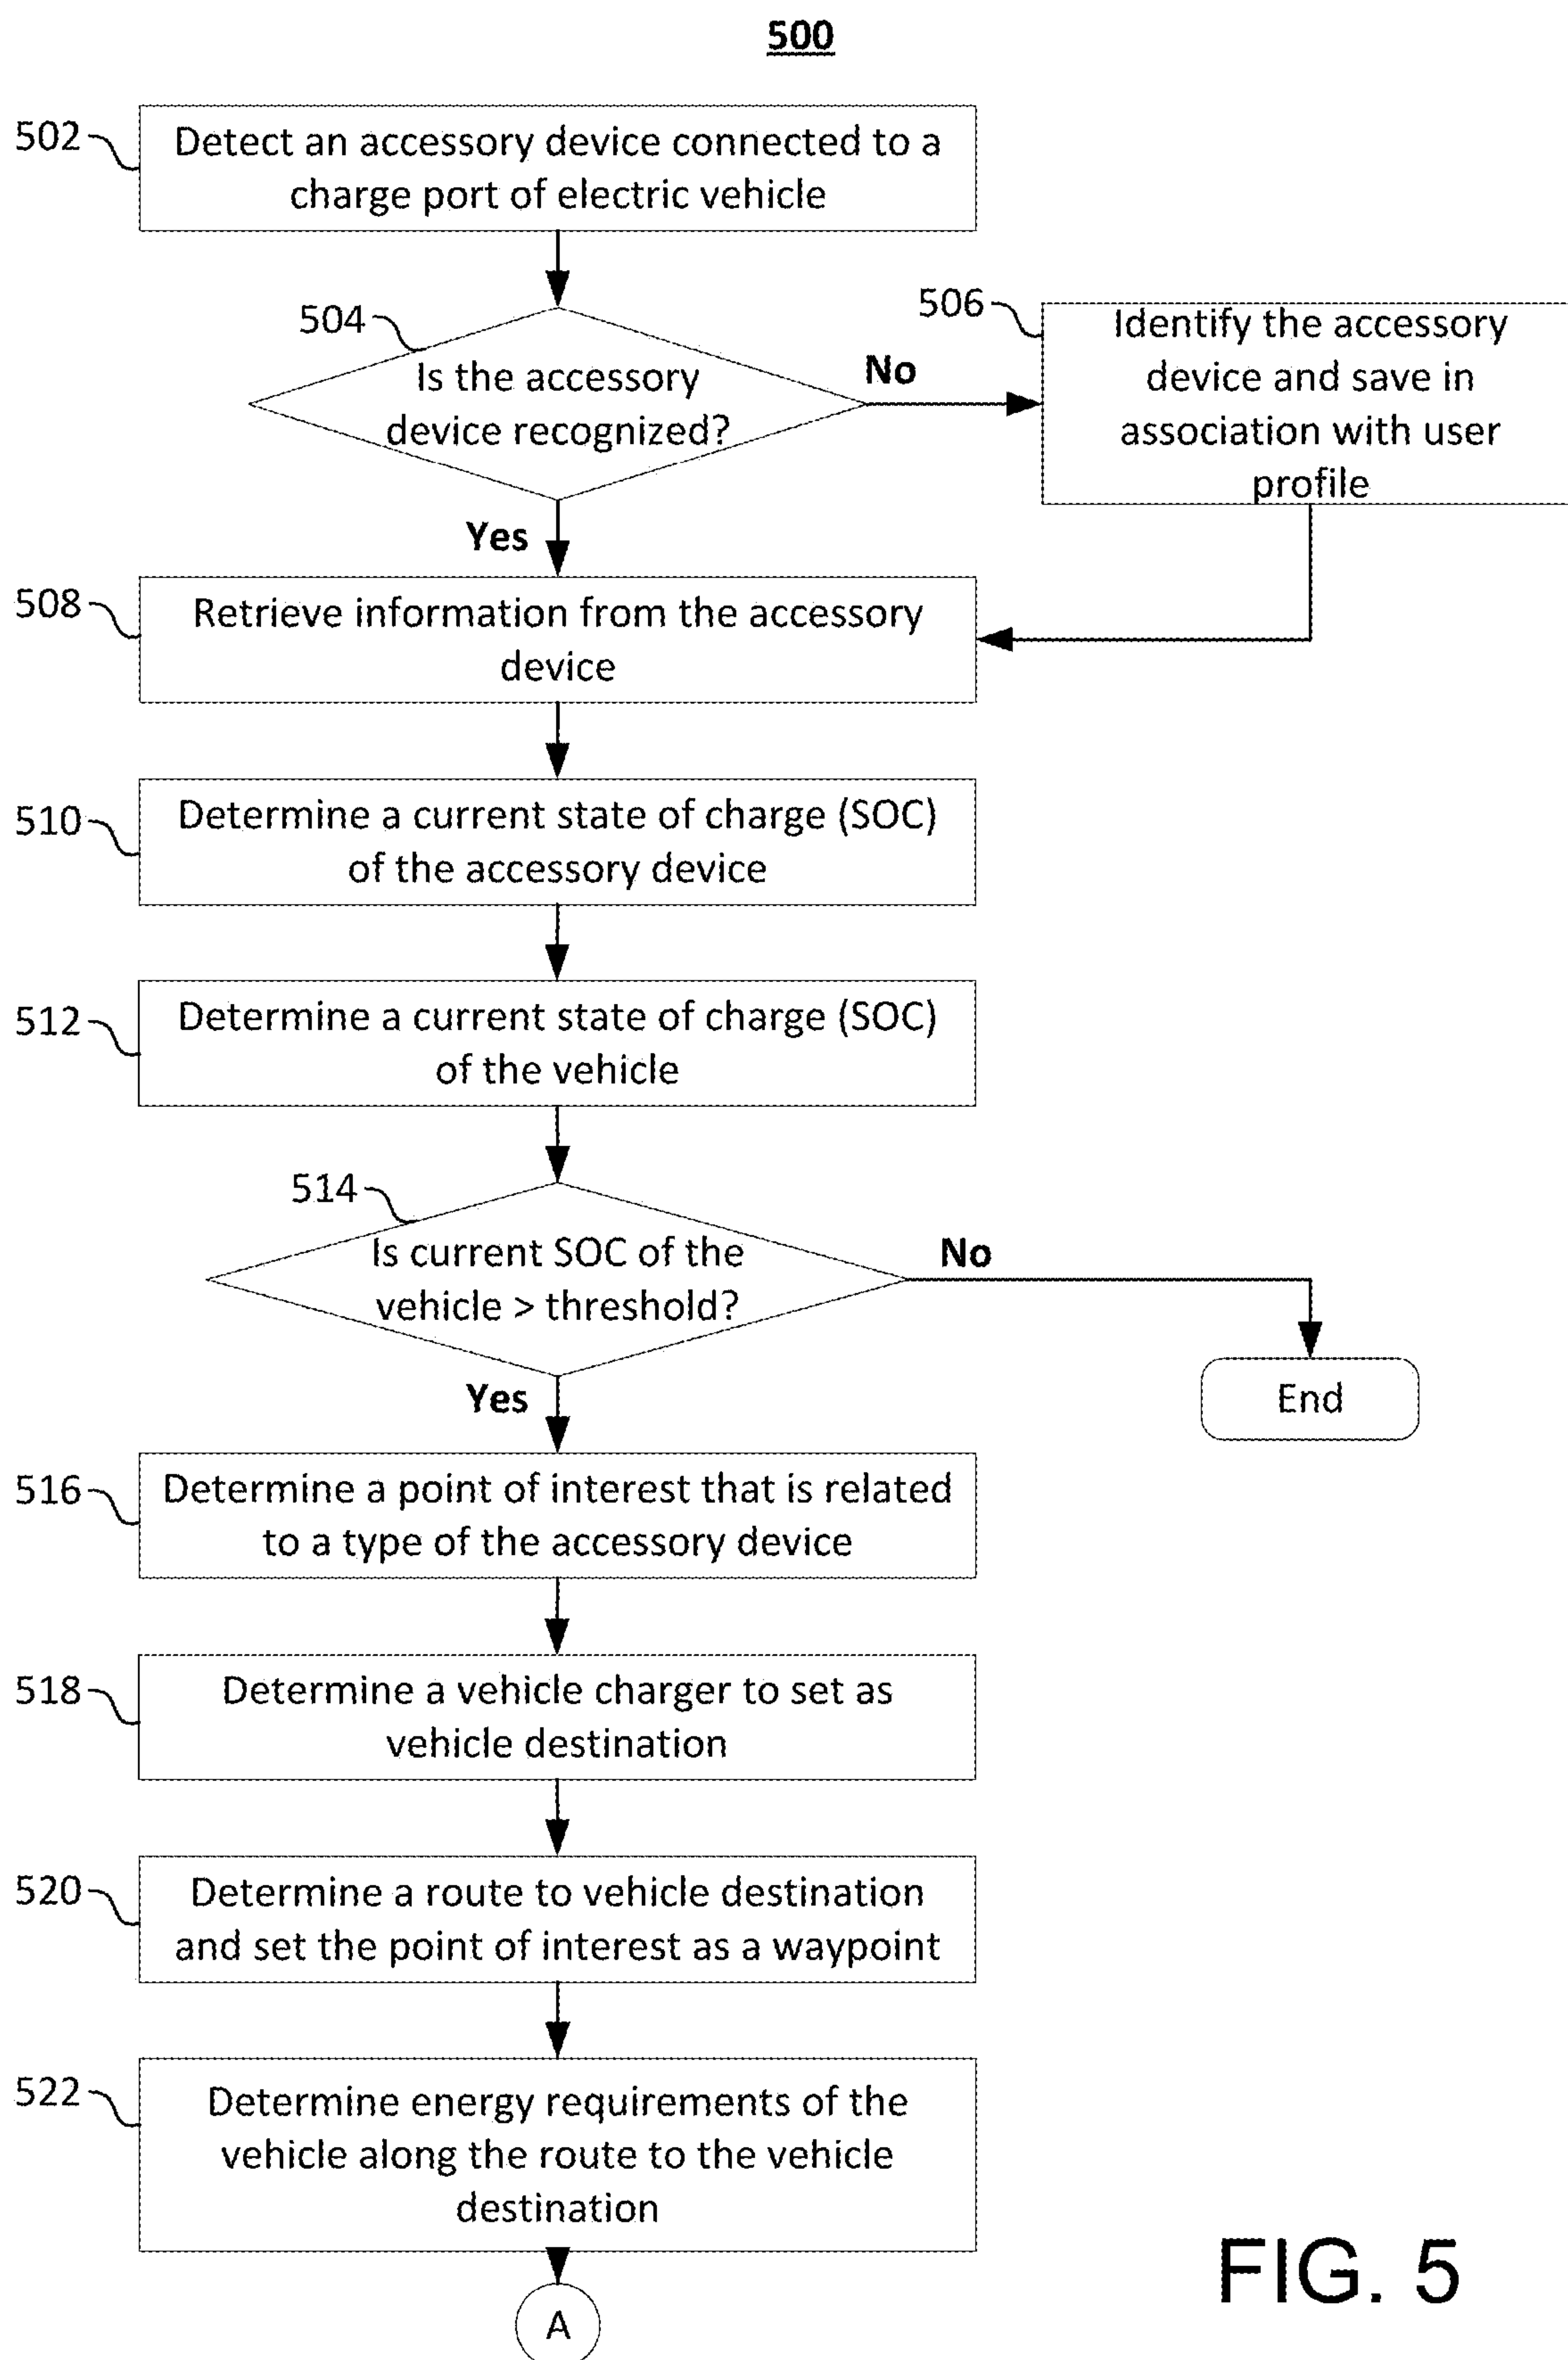 500
502
Detect an accessory device connected to a
charge port of electric vehicle
504
Is the accessory
device recognized?
No
506
Identify the accessory
device and save in
association with user
profile
Yes
508
Retrieve information from the accessory
device
510
Determine a current state of charge (SOC)
of the accessory device
512
Determine a current state of charge (SOC)
of the vehicle
514
Is current SOC of the
vehicle > threshold?
No
End
Yes
516
Determine a point of interest that is related
to a type of the accessory device
518
Determine a vehicle charger to set as
vehicle destination
520
Determine a route to vehicle destination
and set the point of interest as a waypoint
522
Determine energy requirements of the
vehicle along the route to the vehicle
destination
A
FIG. 5